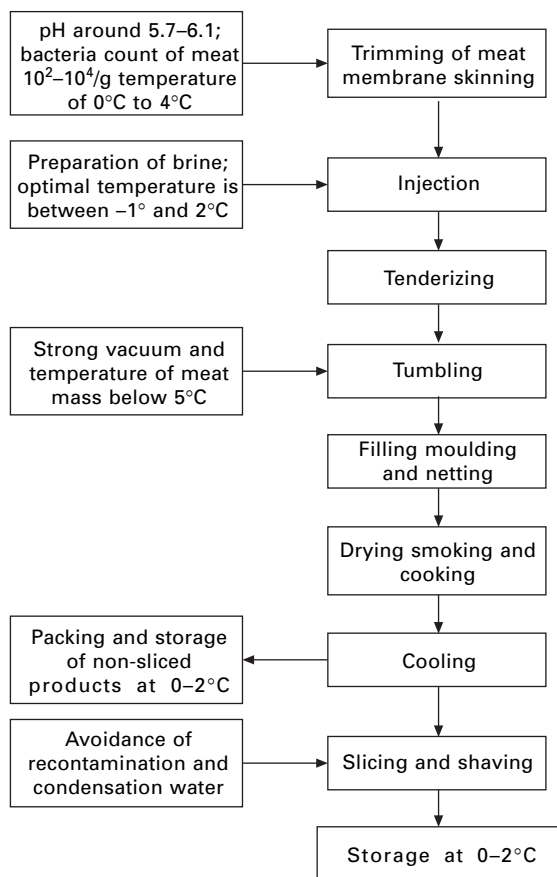 pH around 5.7–6.1;
bacteria count of meat
10²–10⁴/g temperature
of 0°C to 4°C
Trimming of meat
membrane skinning
Preparation of brine;
optimal temperature is
between –1° and 2°C
Injection
Tenderizing
Strong vacuum and
temperature of meat
mass below 5°C
Tumbling
Filling moulding
and netting
Drying smoking and
cooking
Packing and storage
of non-sliced
products at 0–2°C
Cooling
Avoidance of
recontamination and
condensation water
Slicing and shaving
Storage at 0–2°C